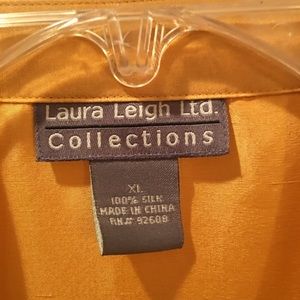 Laura Leigh Ltd.
Collections
XL
100% SILK
MADE IN CHINA
RN# 92608